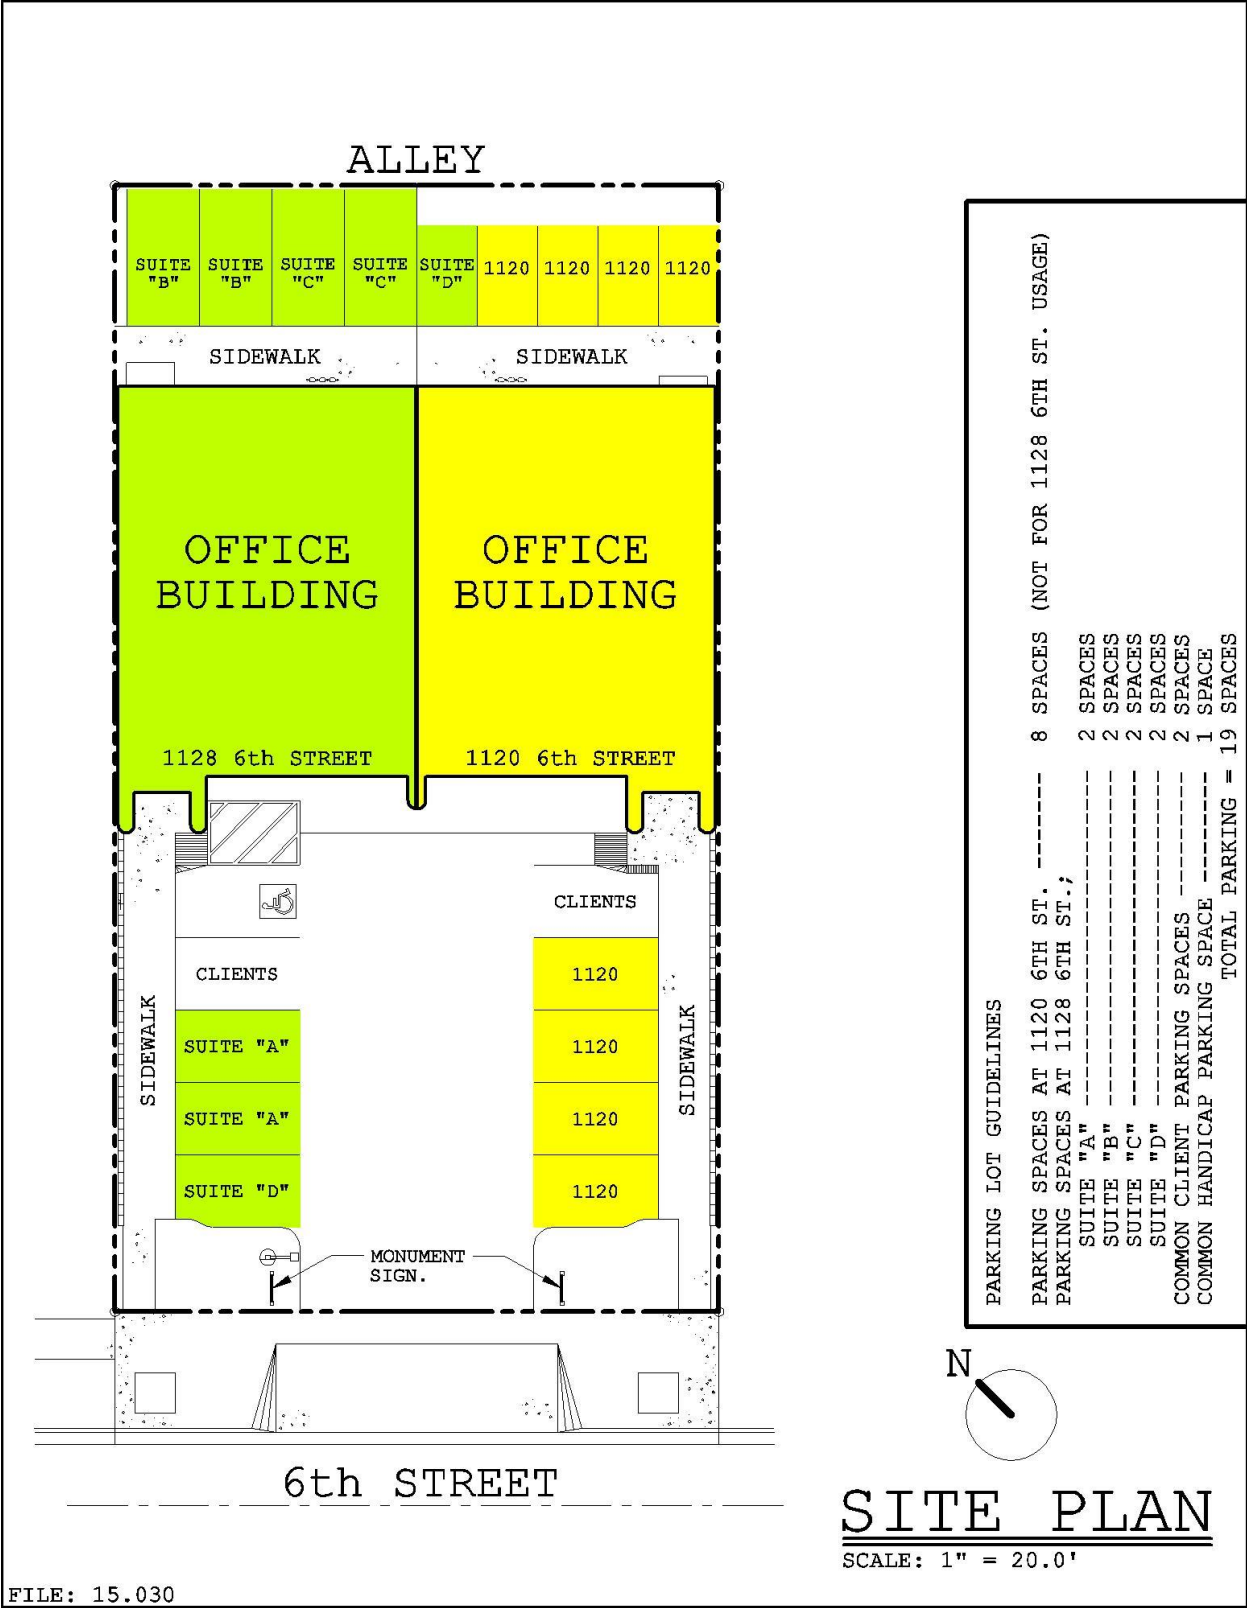 ALLEY
SUITE "B"
SUITE "B"
SUITE "C"
SUITE "C"
SUITE "D"
1120
1120
1120
1120
SIDEWALK
SIDEWALK
OFFICE
BUILDING
OFFICE
BUILDING
1128 6th STREET
1120 6th STREET
CLIENTS
CLIENTS
1120
SUITE "A"
1120
SUITE "A"
1120
SUITE "D"
1120
SIDEWALK
SIDEWALK
MONUMENT
SIGN.
6th STREET
PARKING LOT GUIDELINES
PARKING SPACES AT 1120 6TH ST. --------- 8 SPACES (NOT FOR 1128 6TH ST. USAGE)
PARKING SPACES AT 1128 6TH ST.;
SUITE "A" ---------------------------- 2 SPACES
SUITE "B" ---------------------------- 2 SPACES
SUITE "C" ---------------------------- 2 SPACES
SUITE "D" ---------------------------- 2 SPACES
COMMON CLIENT PARKING SPACES ---------- 2 SPACES
COMMON HANDICAP PARKING SPACE --------- 1 SPACE
TOTAL PARKING = 19 SPACES
N
SITE PLAN
SCALE: 1" = 20.0'
FILE: 15.030